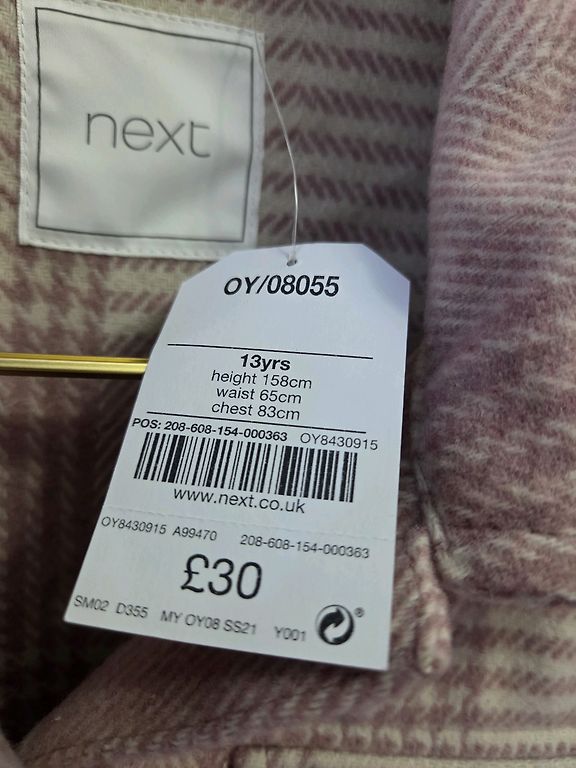 next
OY/08055
13yrs
height 158cm
waist 65cm
chest 83cm
POS: 208-608-154-000363 OY8430915
www.next.co.uk
OY8430915 A99470 208-608-154-000363
£30
SM02 D355 MY OY08 SS21 Y001 ®